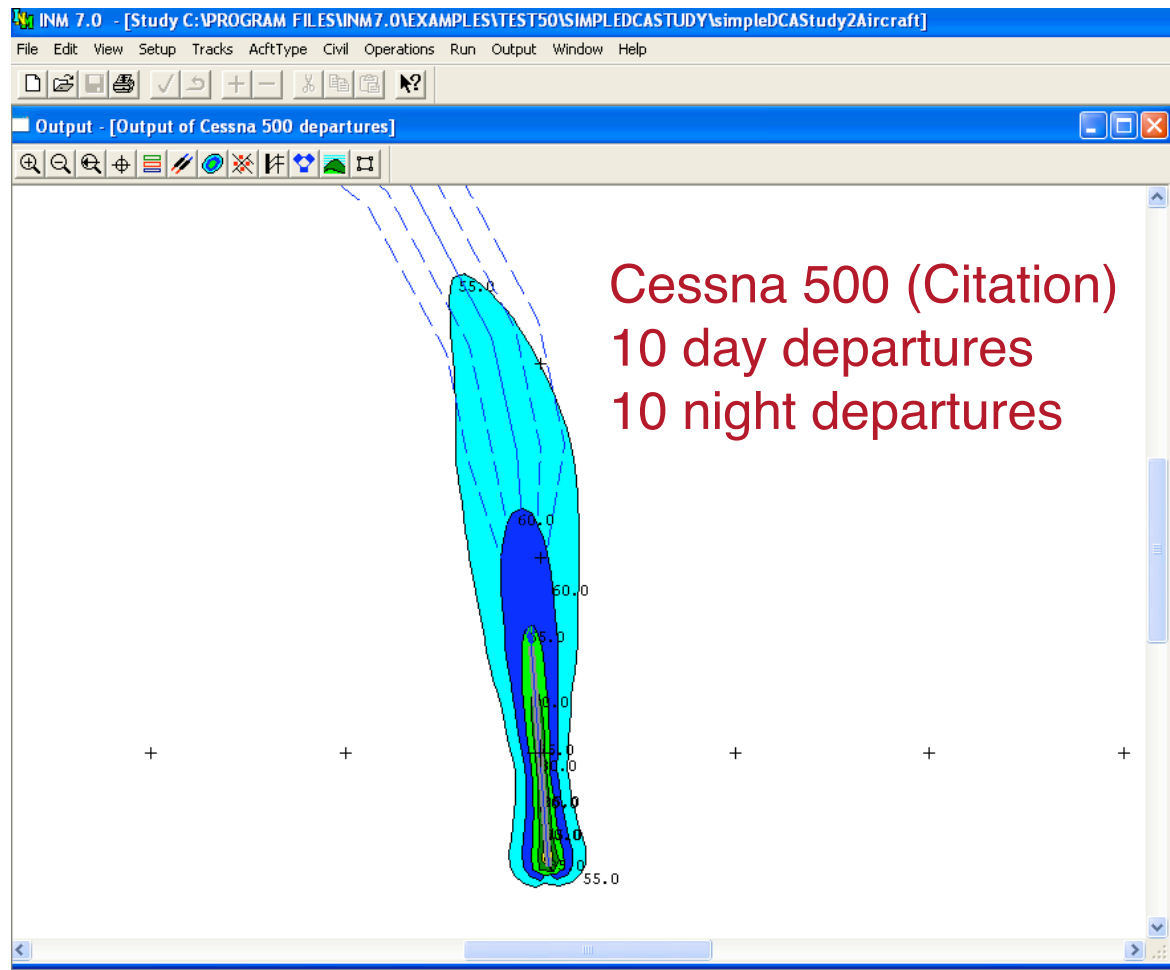 INM 7.0 - [Study C:\PROGRAM FILES\INM7.0\EXAMPLES\TEST50\SIMPLEDCASTUDY\simpleDCAStudy2Aircraft]
File Edit View Setup Tracks AcftType Civil Operations Run Output Window Help
Output - [Output of Cessna 500 departures]
Cessna 500 (Citation)
10 day departures
10 night departures
55.0
60.0
60.0
55.0